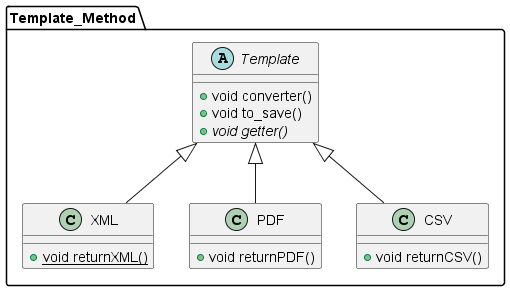 Template_Method
A Template
void converter()
void to_save()
void getter()
C XML
void returnXML()
C PDF
void returnPDF()
C CSV
void returnCSV()